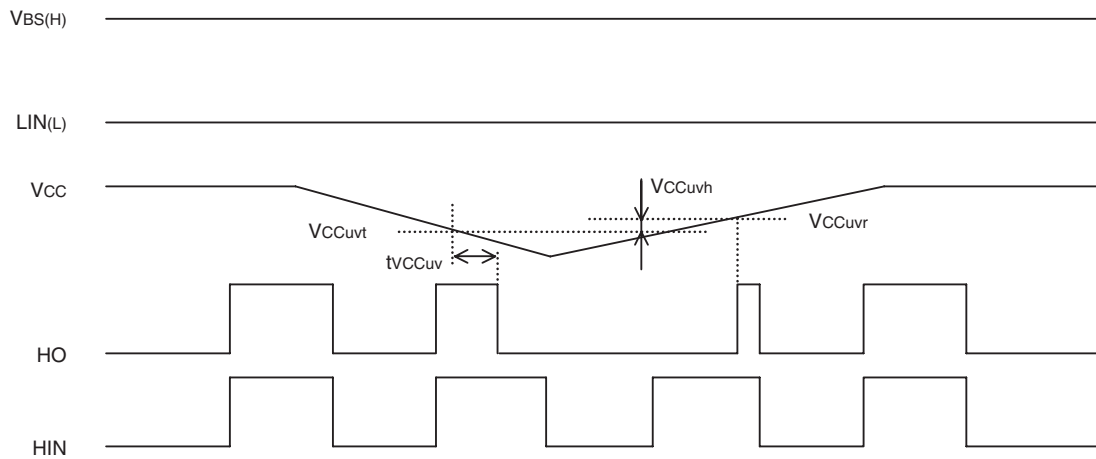 VBS(H)
LIN(L)
VCC
VCCuvh
VCCuvt
VCCuvr
tVCCuv
HO
HIN